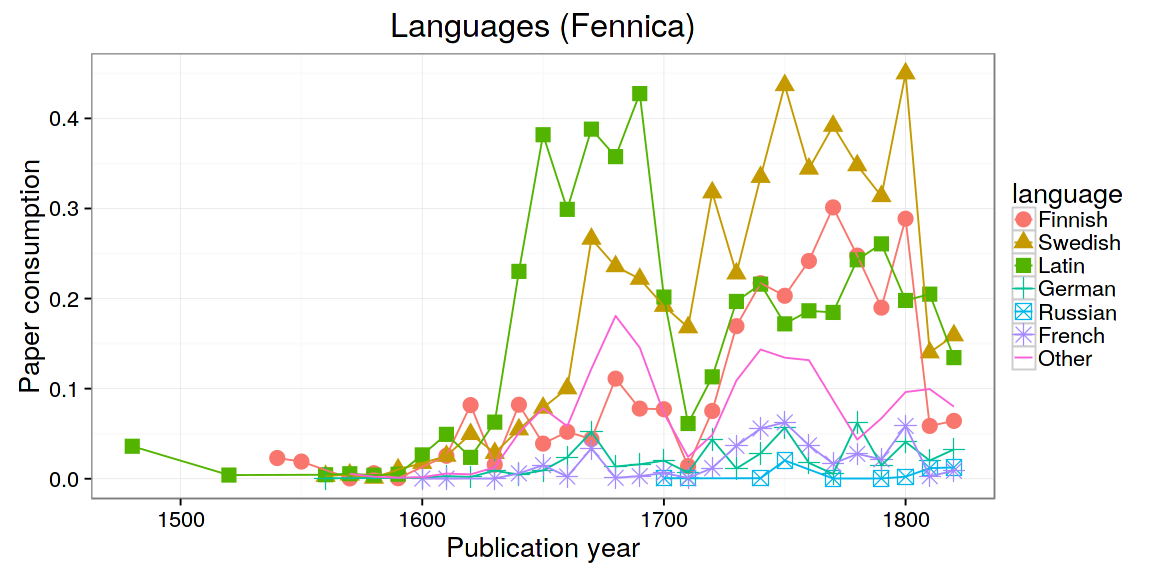 Languages (Fennica)
Paper consumption
0.4
0.3
0.2
0.1
0.0
1500 1600 1700 1800
Publication year
language
Finnish
Swedish
Latin
German
Russian
French
Other